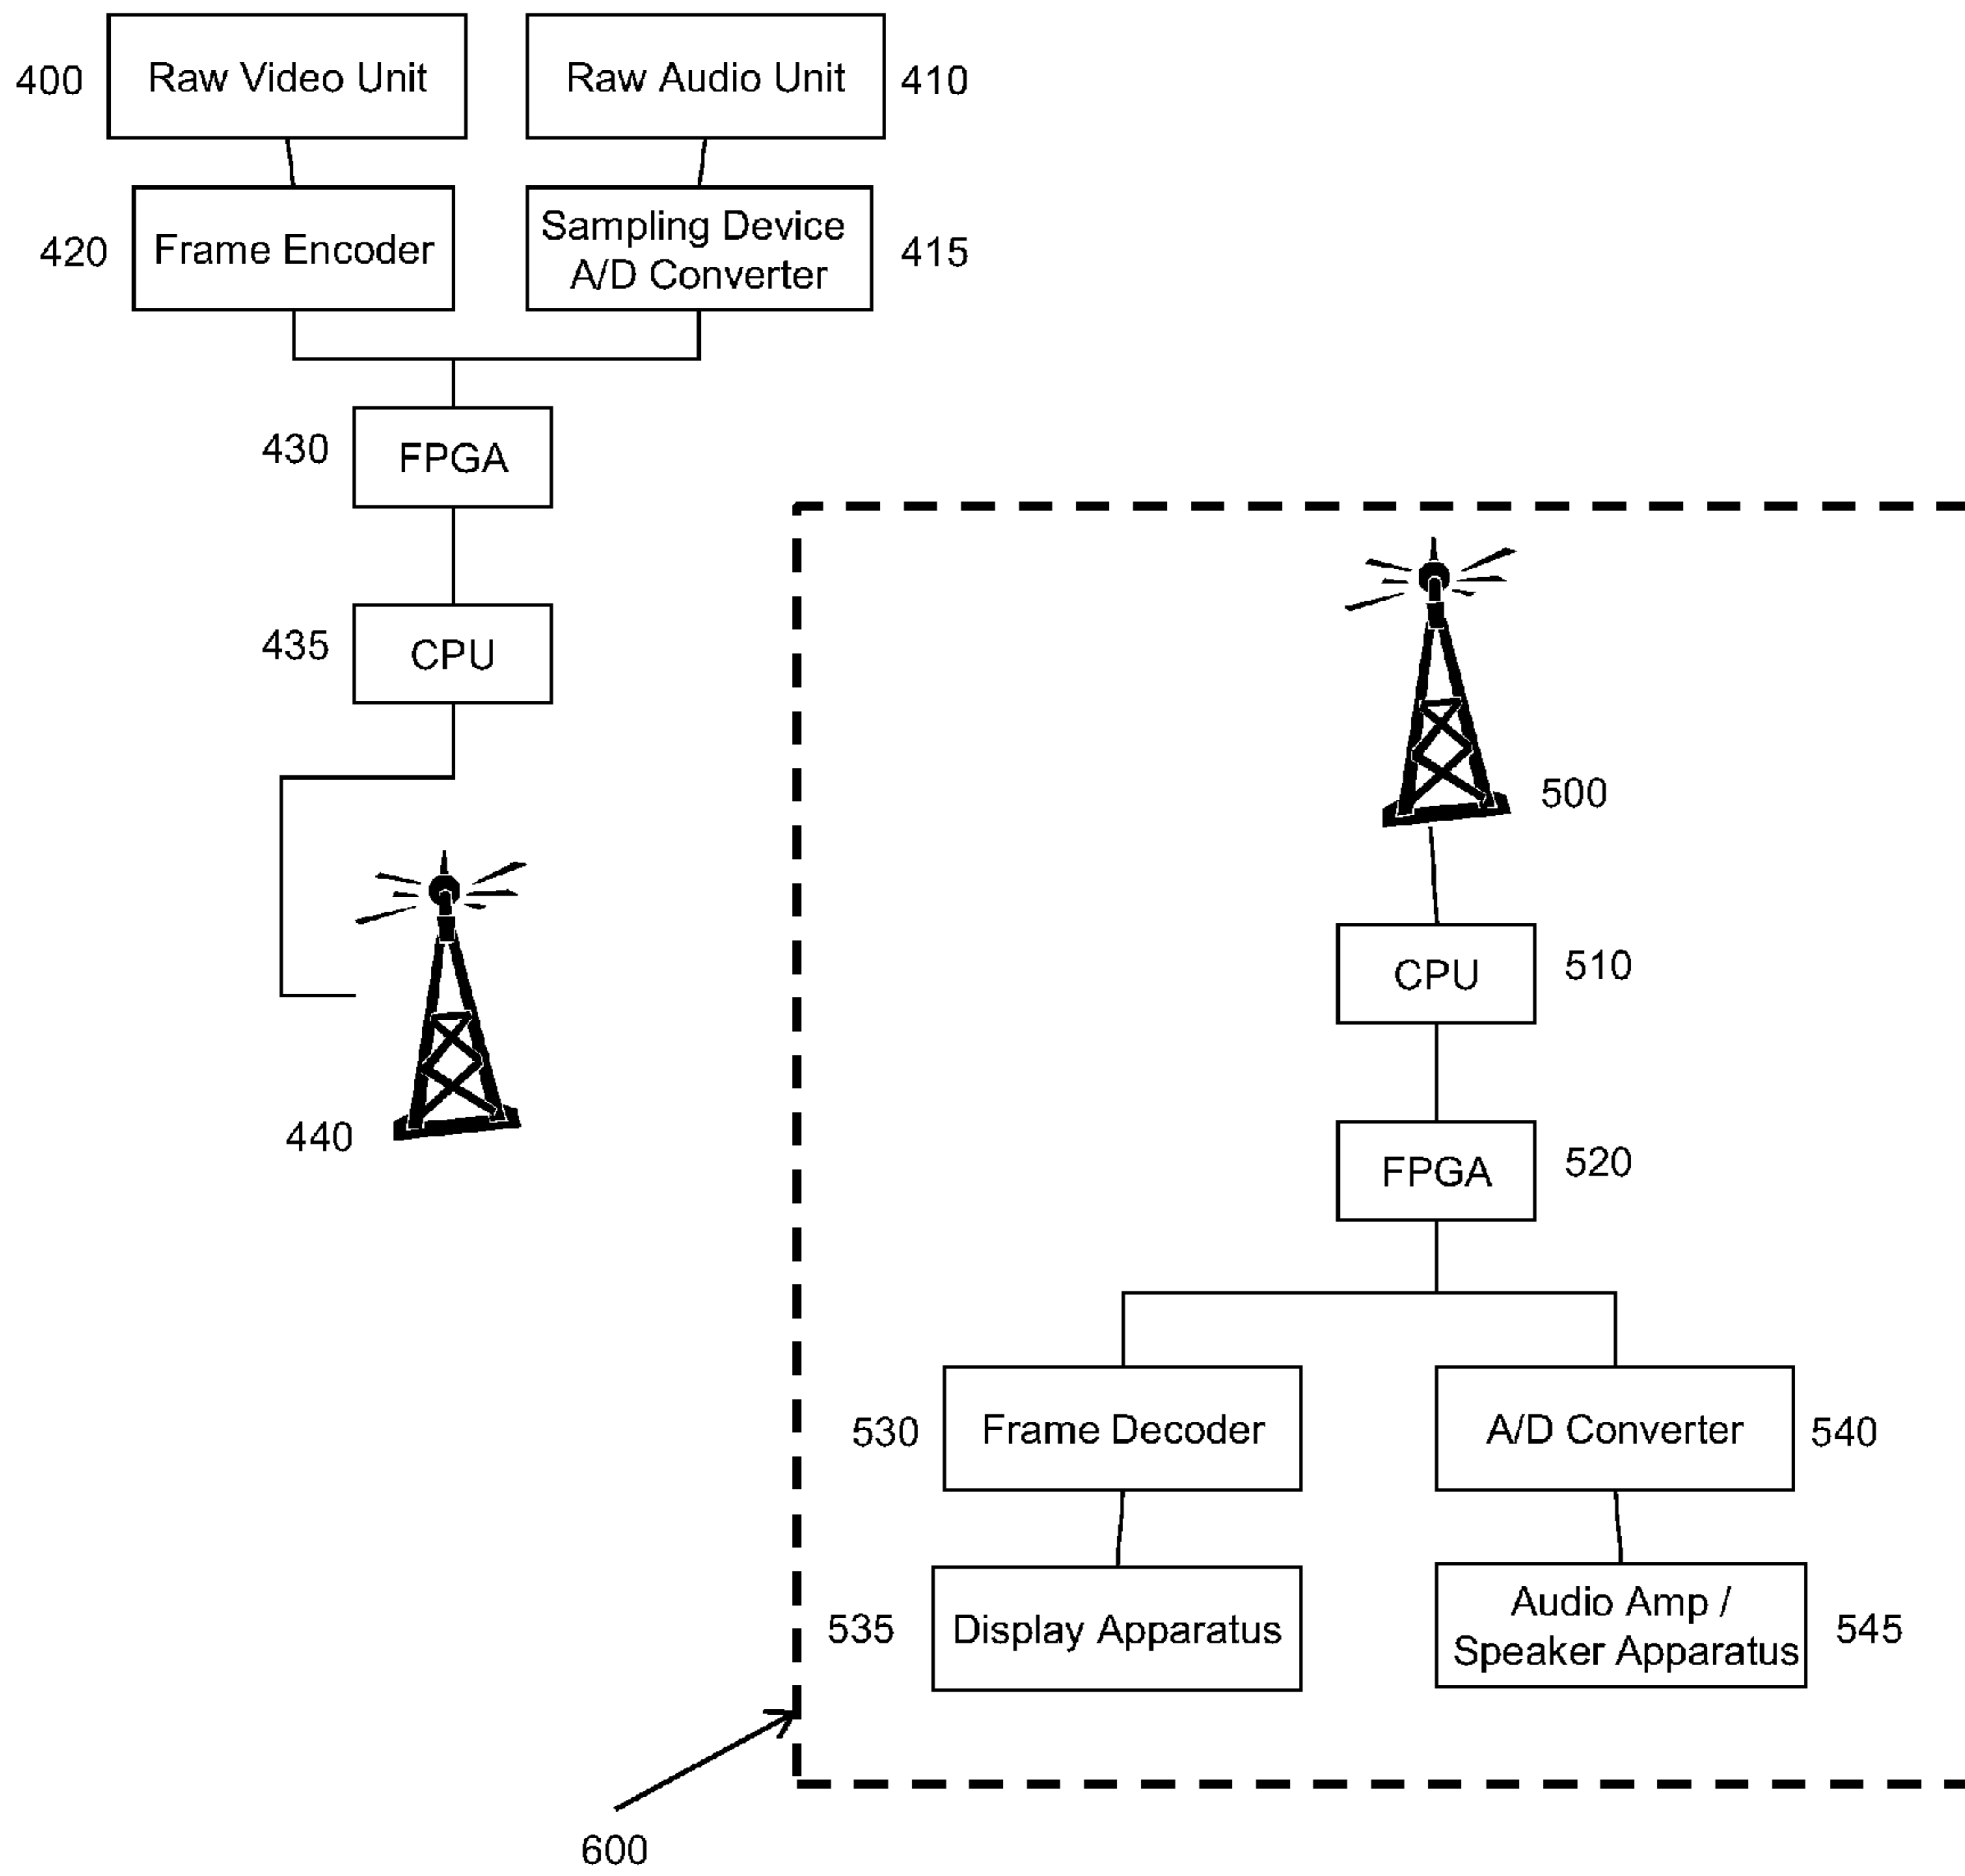 400
Raw Video Unit
Raw Audio Unit
410
420
Frame Encoder
Sampling Device
A/D Converter
415
430
FPGA
435
CPU
440
500
CPU
510
FPGA
520
530
Frame Decoder
A/D Converter
540
535
Display Apparatus
Audio Amp /
Speaker Apparatus
545
600